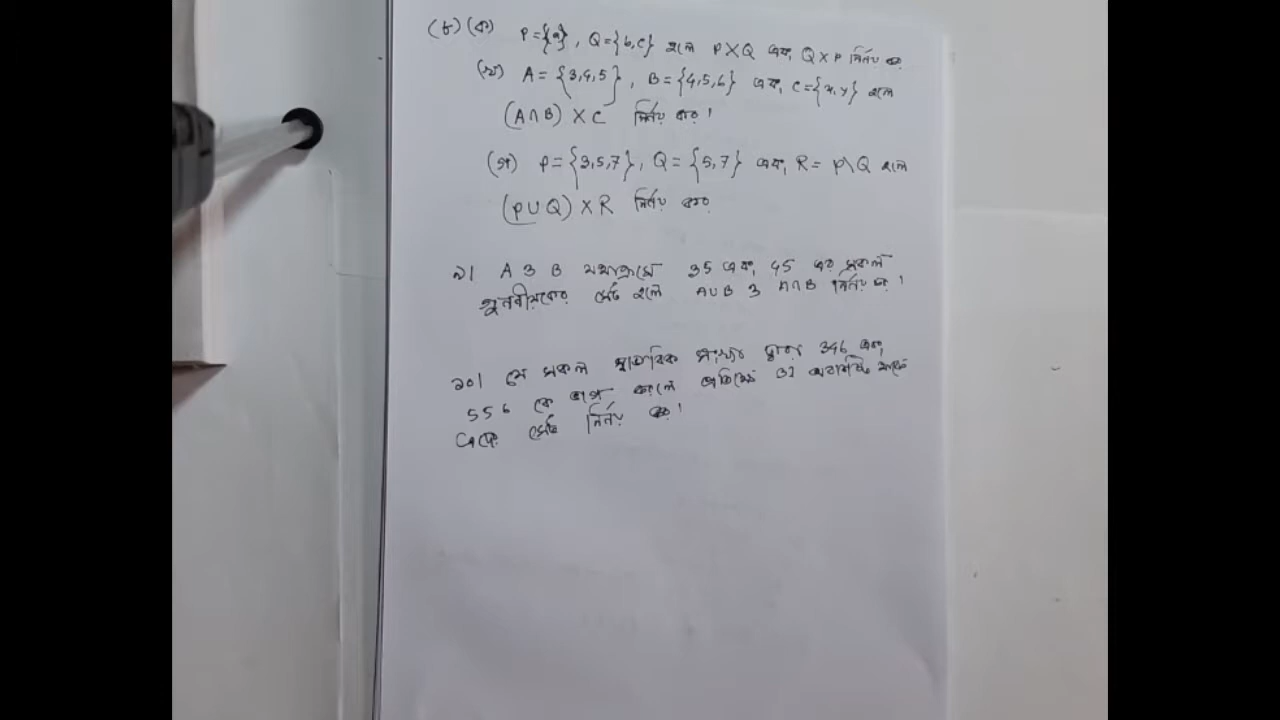 (৮) (ক) P={a}, Q={b,c} হলে P×Q এবং Q×P নির্ণয় কর
(খ) A = {3,4,5}, B = {4,5,6} এবং C={x,y} হলে
(A∩B) × C নির্ণয় কর।
(গ) P = {3,5,7}, Q = {5,7} এবং R = P\Q হলে
(P∪Q) × R নির্ণয় কর
৯। A ও B যথাক্রমে 35 এবং 45 এর সকল
গুননীয়কের সেট হলে A∪B ও A∩B নির্ণয় কর।
১০। যে সকল স্বাভাবিক সংখ্যা দ্বারা 346 এবং
556 কে ভাগ করলে প্রতিক্ষেত্রে 31 অবশিষ্ট থাকে
এদের সেট নির্ণয় কর।